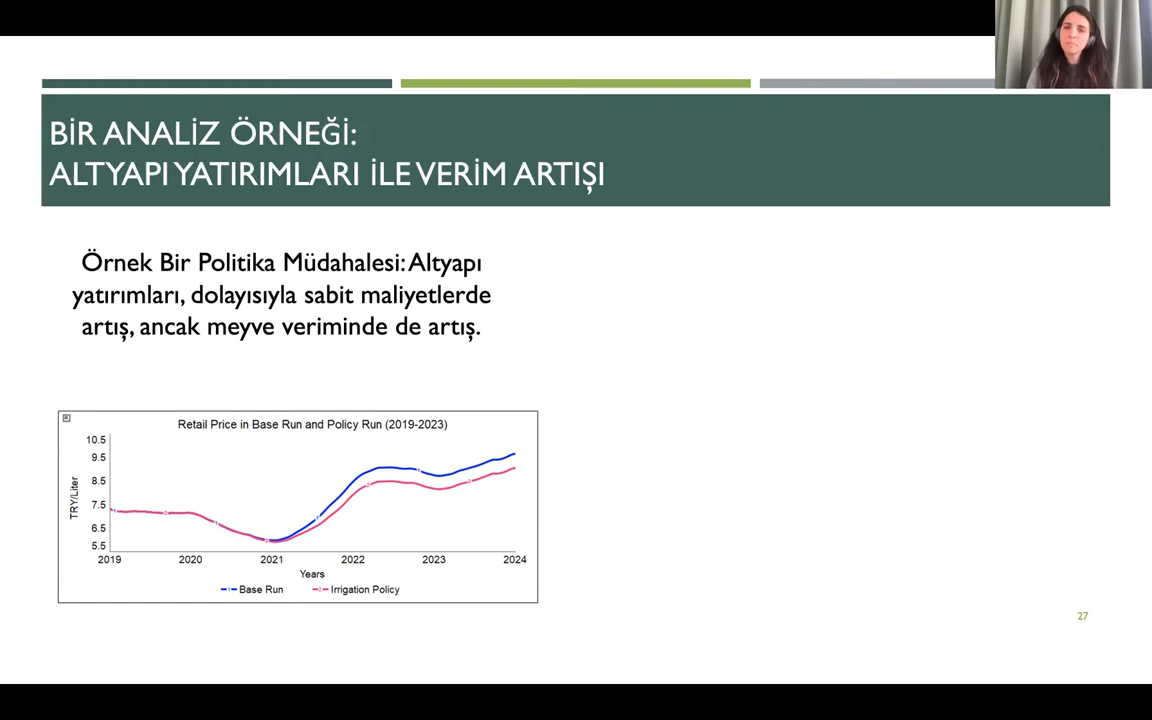 BİR ANALİZ ÖRNEĞİ:
ALTYAPI YATIRIMLARI İLE VERİM ARTIŞI
Örnek Bir Politika Müdahalesi: Altyapı
yatırımları, dolayısıyla sabit maliyetlerde
artış, ancak meyve veriminde de artış.
Retail Price in Base Run and Policy Run (2019-2023)
TRY/Liter
10.5
9.5
8.5
7.5
6.5
5.5
2019 2020 2021 2022 2023 2024
Years
Base Run Irrigation Policy
27